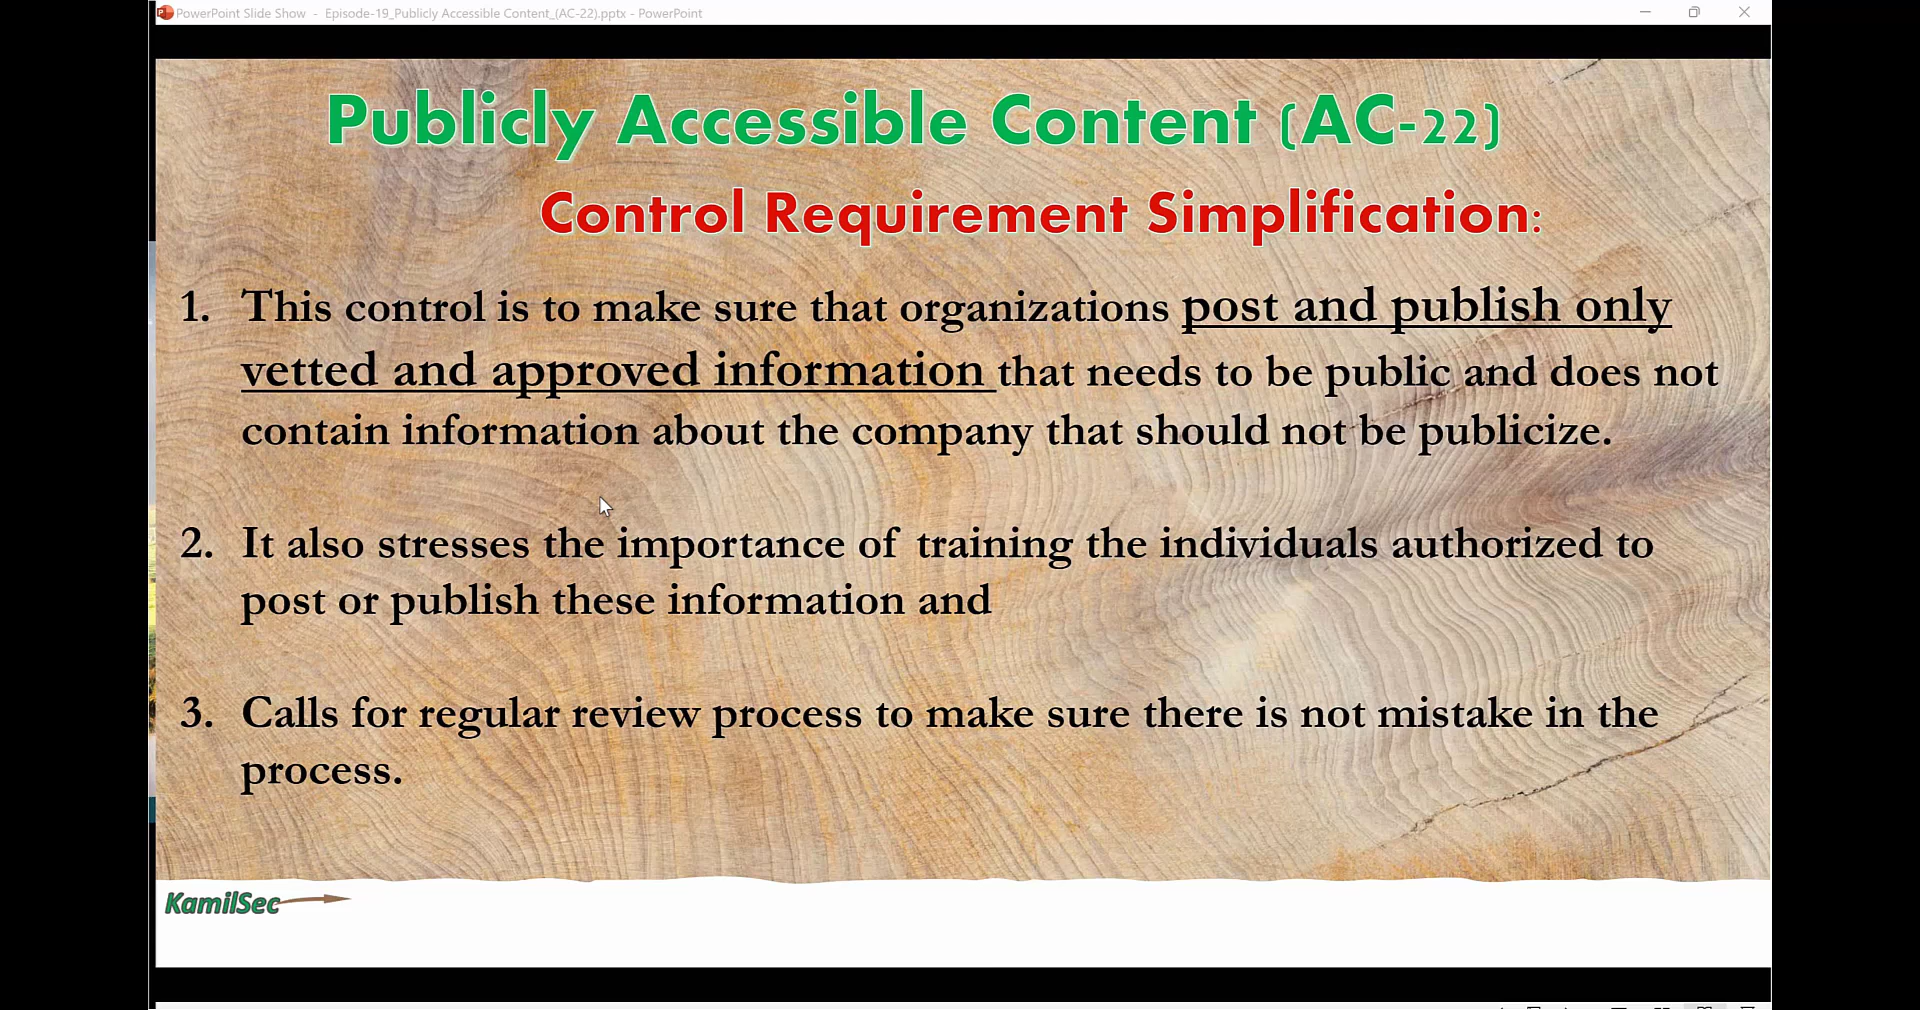 PowerPoint Slide Show - Episode-19_Publicly Accessible Content_(AC-22).pptx - PowerPoint
Publicly Accessible Content (AC-22)
Control Requirement Simplification:
1. This control is to make sure that organizations post and publish only
vetted and approved information that needs to be public and does not
contain information about the company that should not be publicize.
2. It also stresses the importance of training the individuals authorized to
post or publish these information and
3. Calls for regular review process to make sure there is not mistake in the
process.
KamilSec